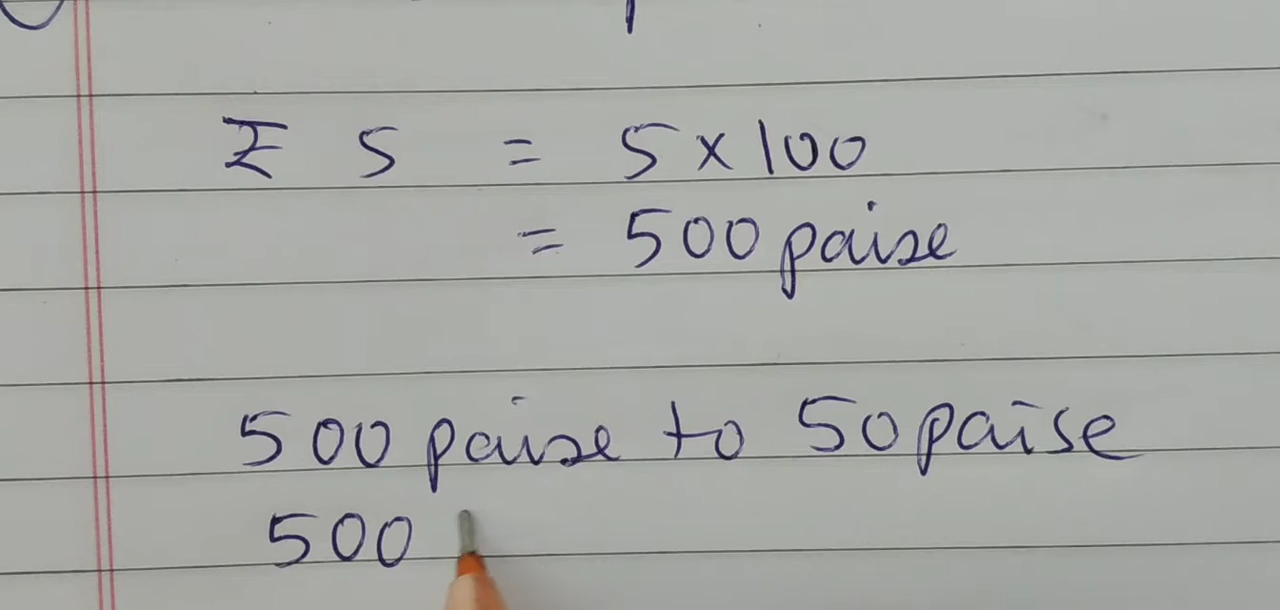 ₹ 5 = 5 × 100
= 500 paise
500 paise to 50 paise
500